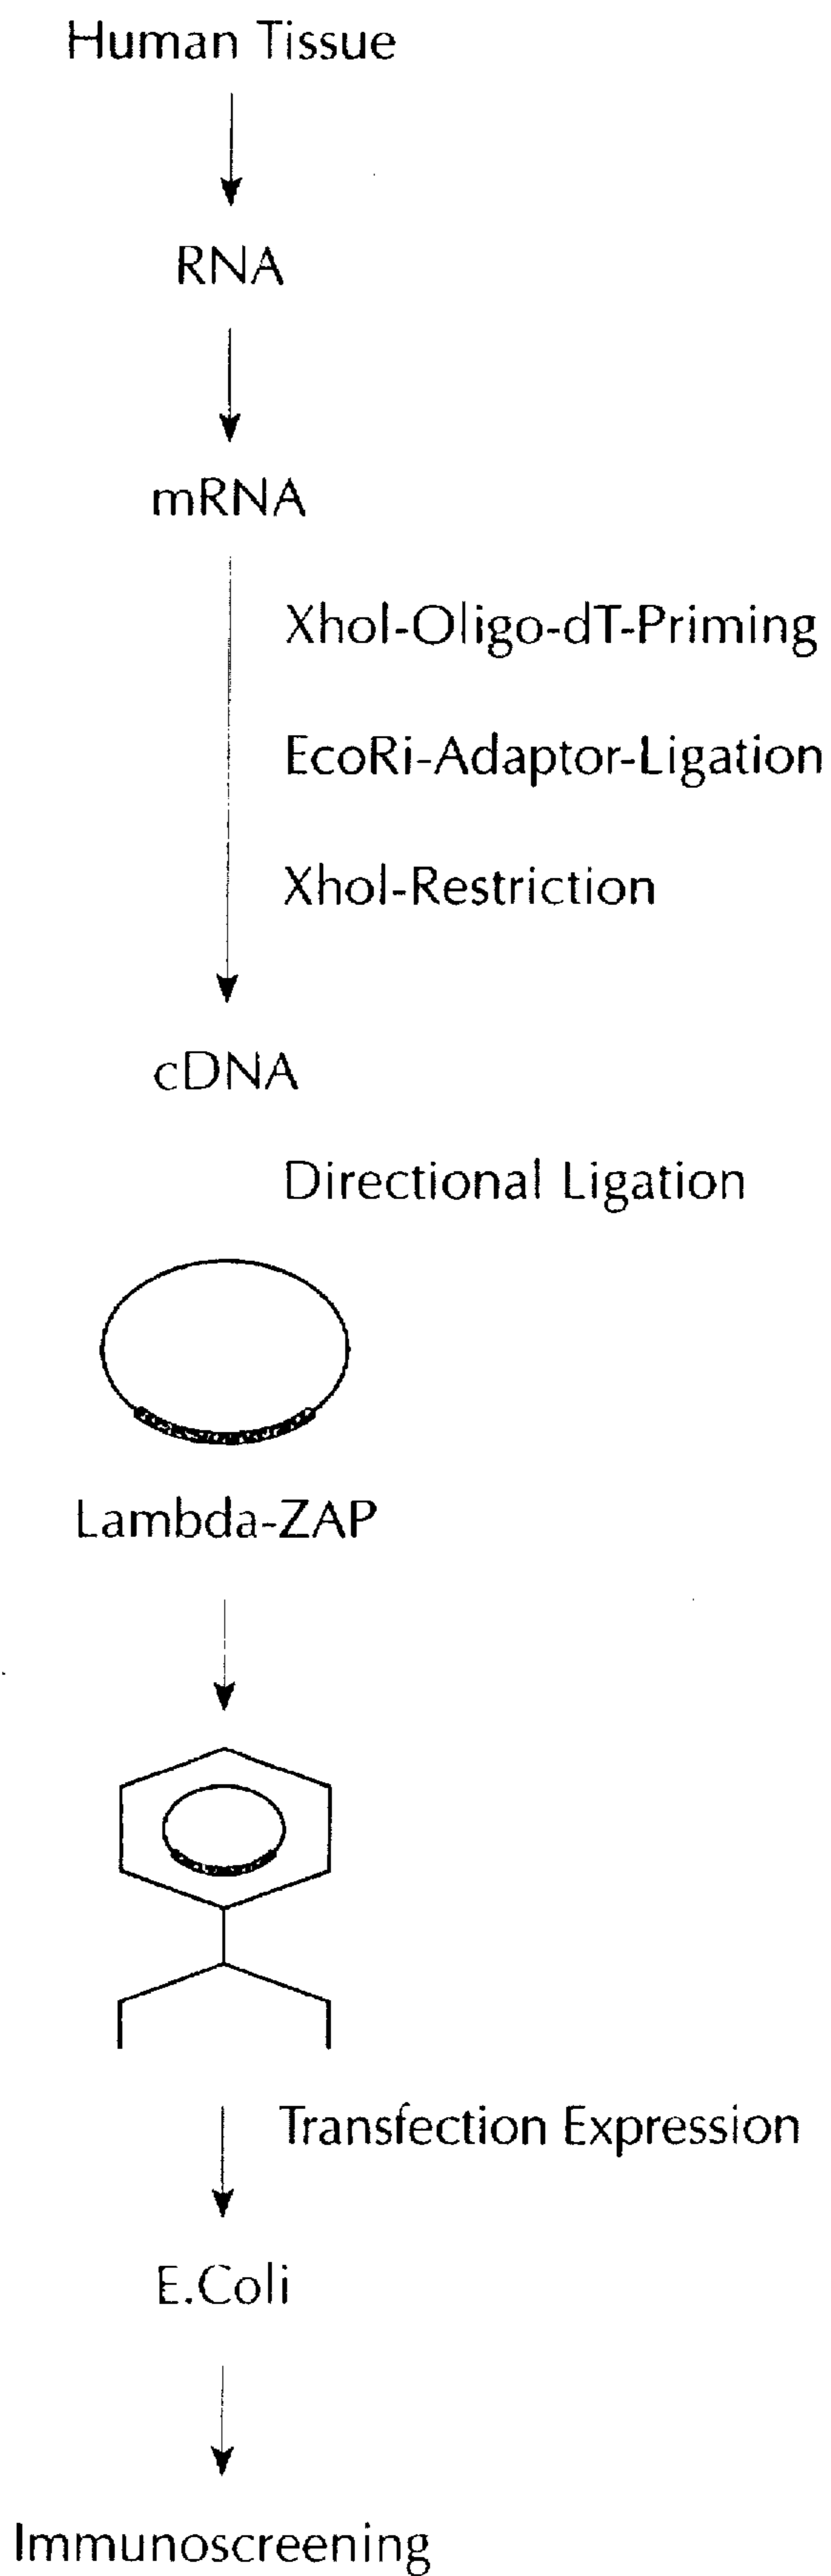 Human Tissue
RNA
mRNA
XhoI-Oligo-dT-Priming
EcoRi-Adaptor-Ligation
XhoI-Restriction
cDNA
Directional Ligation
Lambda-ZAP
Transfection Expression
E.Coli
Immunoscreening